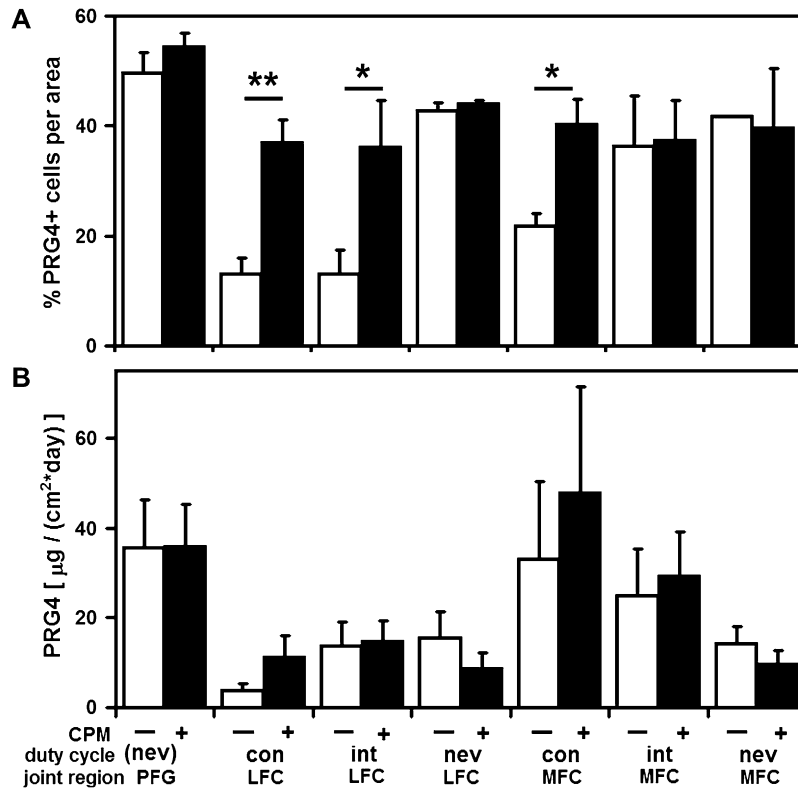 A
60
40
20
0
% PRG4+ cells per area
**
*
*
B
60
40
20
0
PRG4 [ μg / (cm²*day) ]
CPM − + − + − + − + − + − + − +
duty cycle (nev) con int nev con int nev
joint region PFG LFC LFC LFC MFC MFC MFC